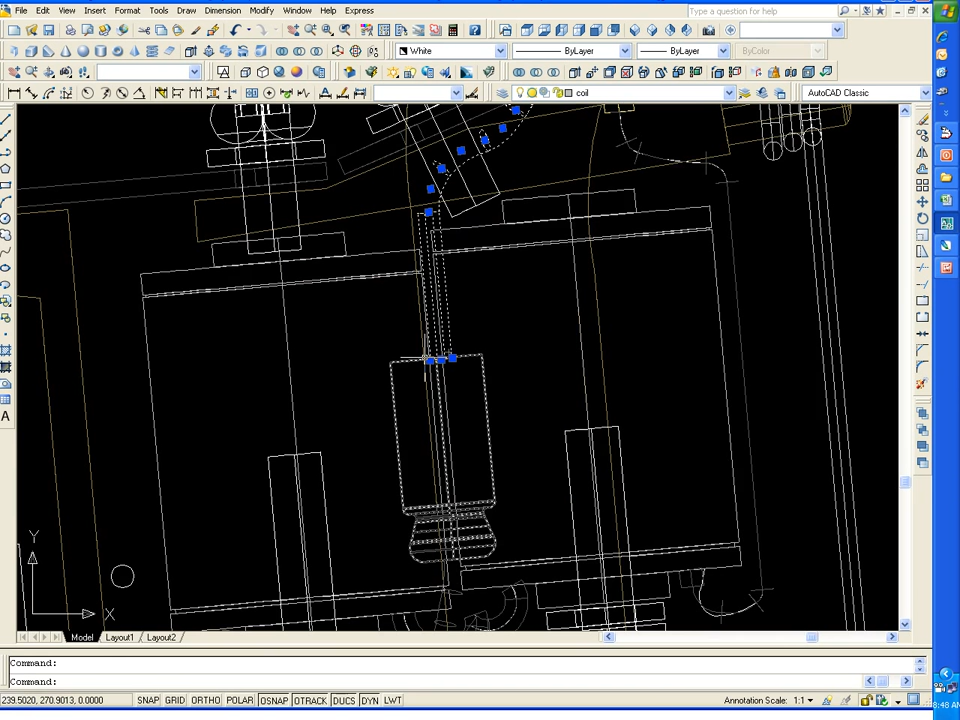 File Edit View Insert Format Tools Draw Dimension Modify Window Help Express
Type a question for help
White ByLayer ByLayer ByColor
coil AutoCAD Classic
A
Y
X
Model Layout1 Layout2
Command:
Command:
239.5020, 270.9013, 0.0000 SNAP GRID ORTHO POLAR OSNAP OTRACK DUCS DYN LWT Annotation Scale: 1:1